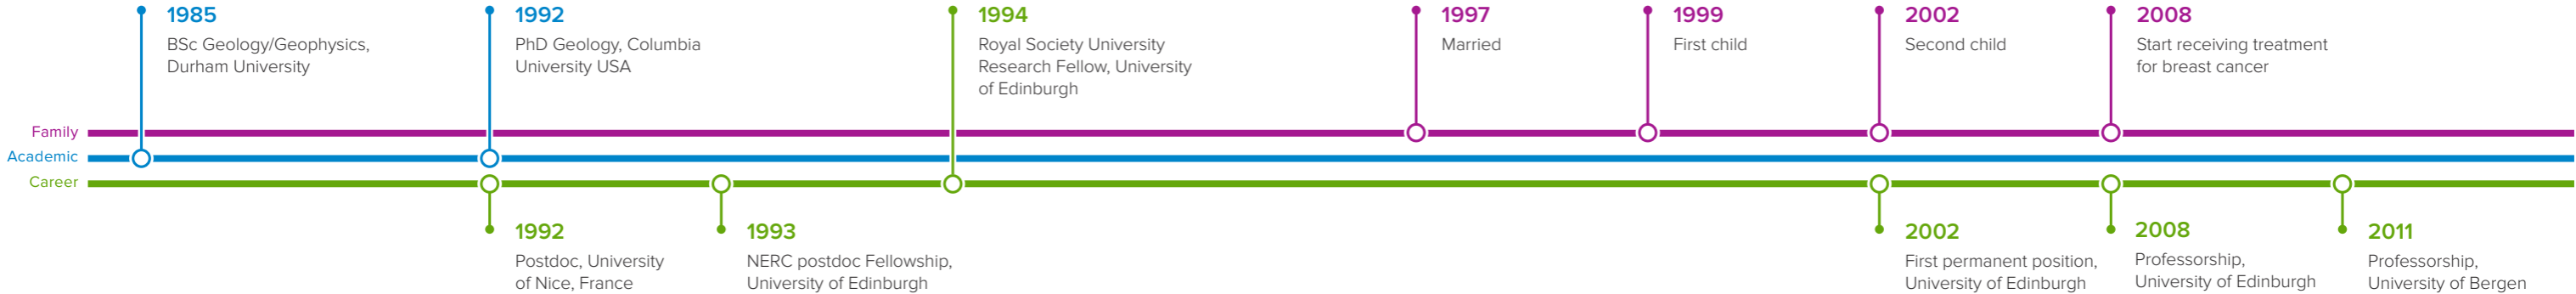 1985
BSc Geology/Geophysics,
Durham University
1992
PhD Geology, Columbia
University USA
1994
Royal Society University
Research Fellow, University
of Edinburgh
1997
Married
1999
First child
2002
Second child
2008
Start receiving treatment
for breast cancer
Family
Academic
Career
1992
Postdoc, University
of Nice, France
1993
NERC postdoc Fellowship,
University of Edinburgh
2002
First permanent position,
University of Edinburgh
2008
Professorship,
University of Edinburgh
2011
Professorship,
University of Bergen